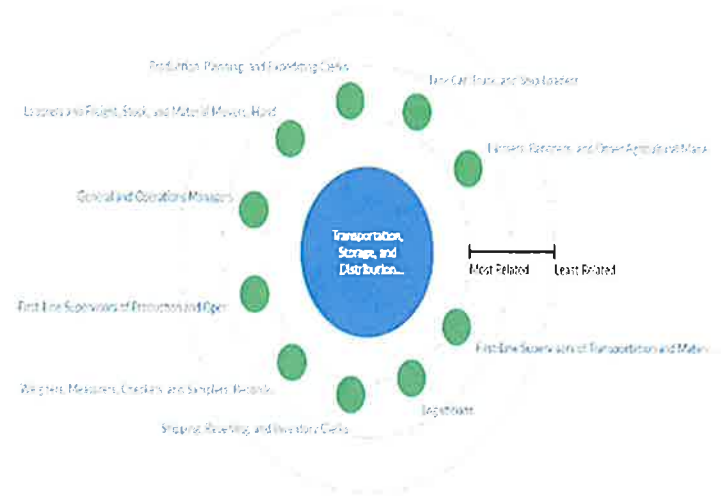 Production, Planning, and Expediting Clerks
Tank Car, Truck, and Ship Loaders
Laborers and Freight, Stock, and Material Movers, Hand
Farmers, Ranchers, and Other Agricultural Mana...
General and Operations Managers
Transportation,
Storage, and
Distribution...
Most Related
Least Related
First-Line Supervisors of Production and Oper...
First-Line Supervisors of Transportation and Materi...
Weighers, Measurers, Checkers, and Samplers, Recordk...
Logisticians
Shipping, Receiving, and Inventory Clerks